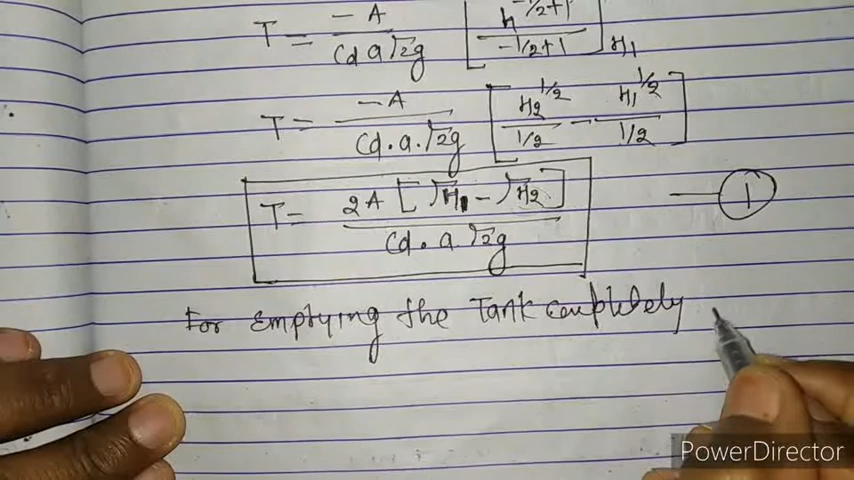 T = -A / Cd a √2g [ h^(-1/2+1) / -1/2+1 ] H1
T = -A / Cd . a . √2g [ H2^(1/2) / 1/2 - H1^(1/2) / 1/2 ]
T = 2A [ √H1 - √H2 ] / Cd . a √2g — 1
For Emptying the Tank completely
PowerDirector